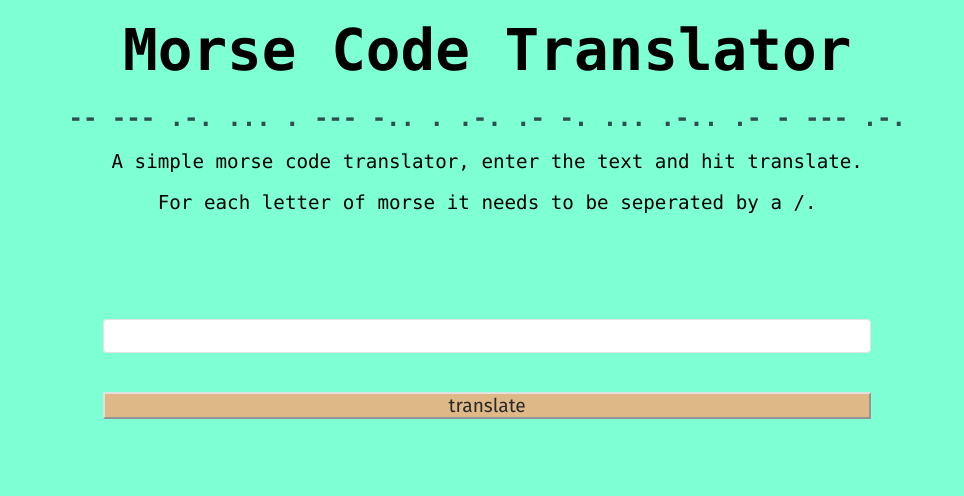 Morse Code Translator
-- --- .-. ... . --- -.. . .-. .- -. ... .-.. .- - --- .-.
A simple morse code translator, enter the text and hit translate.
For each letter of morse it needs to be seperated by a /.
translate